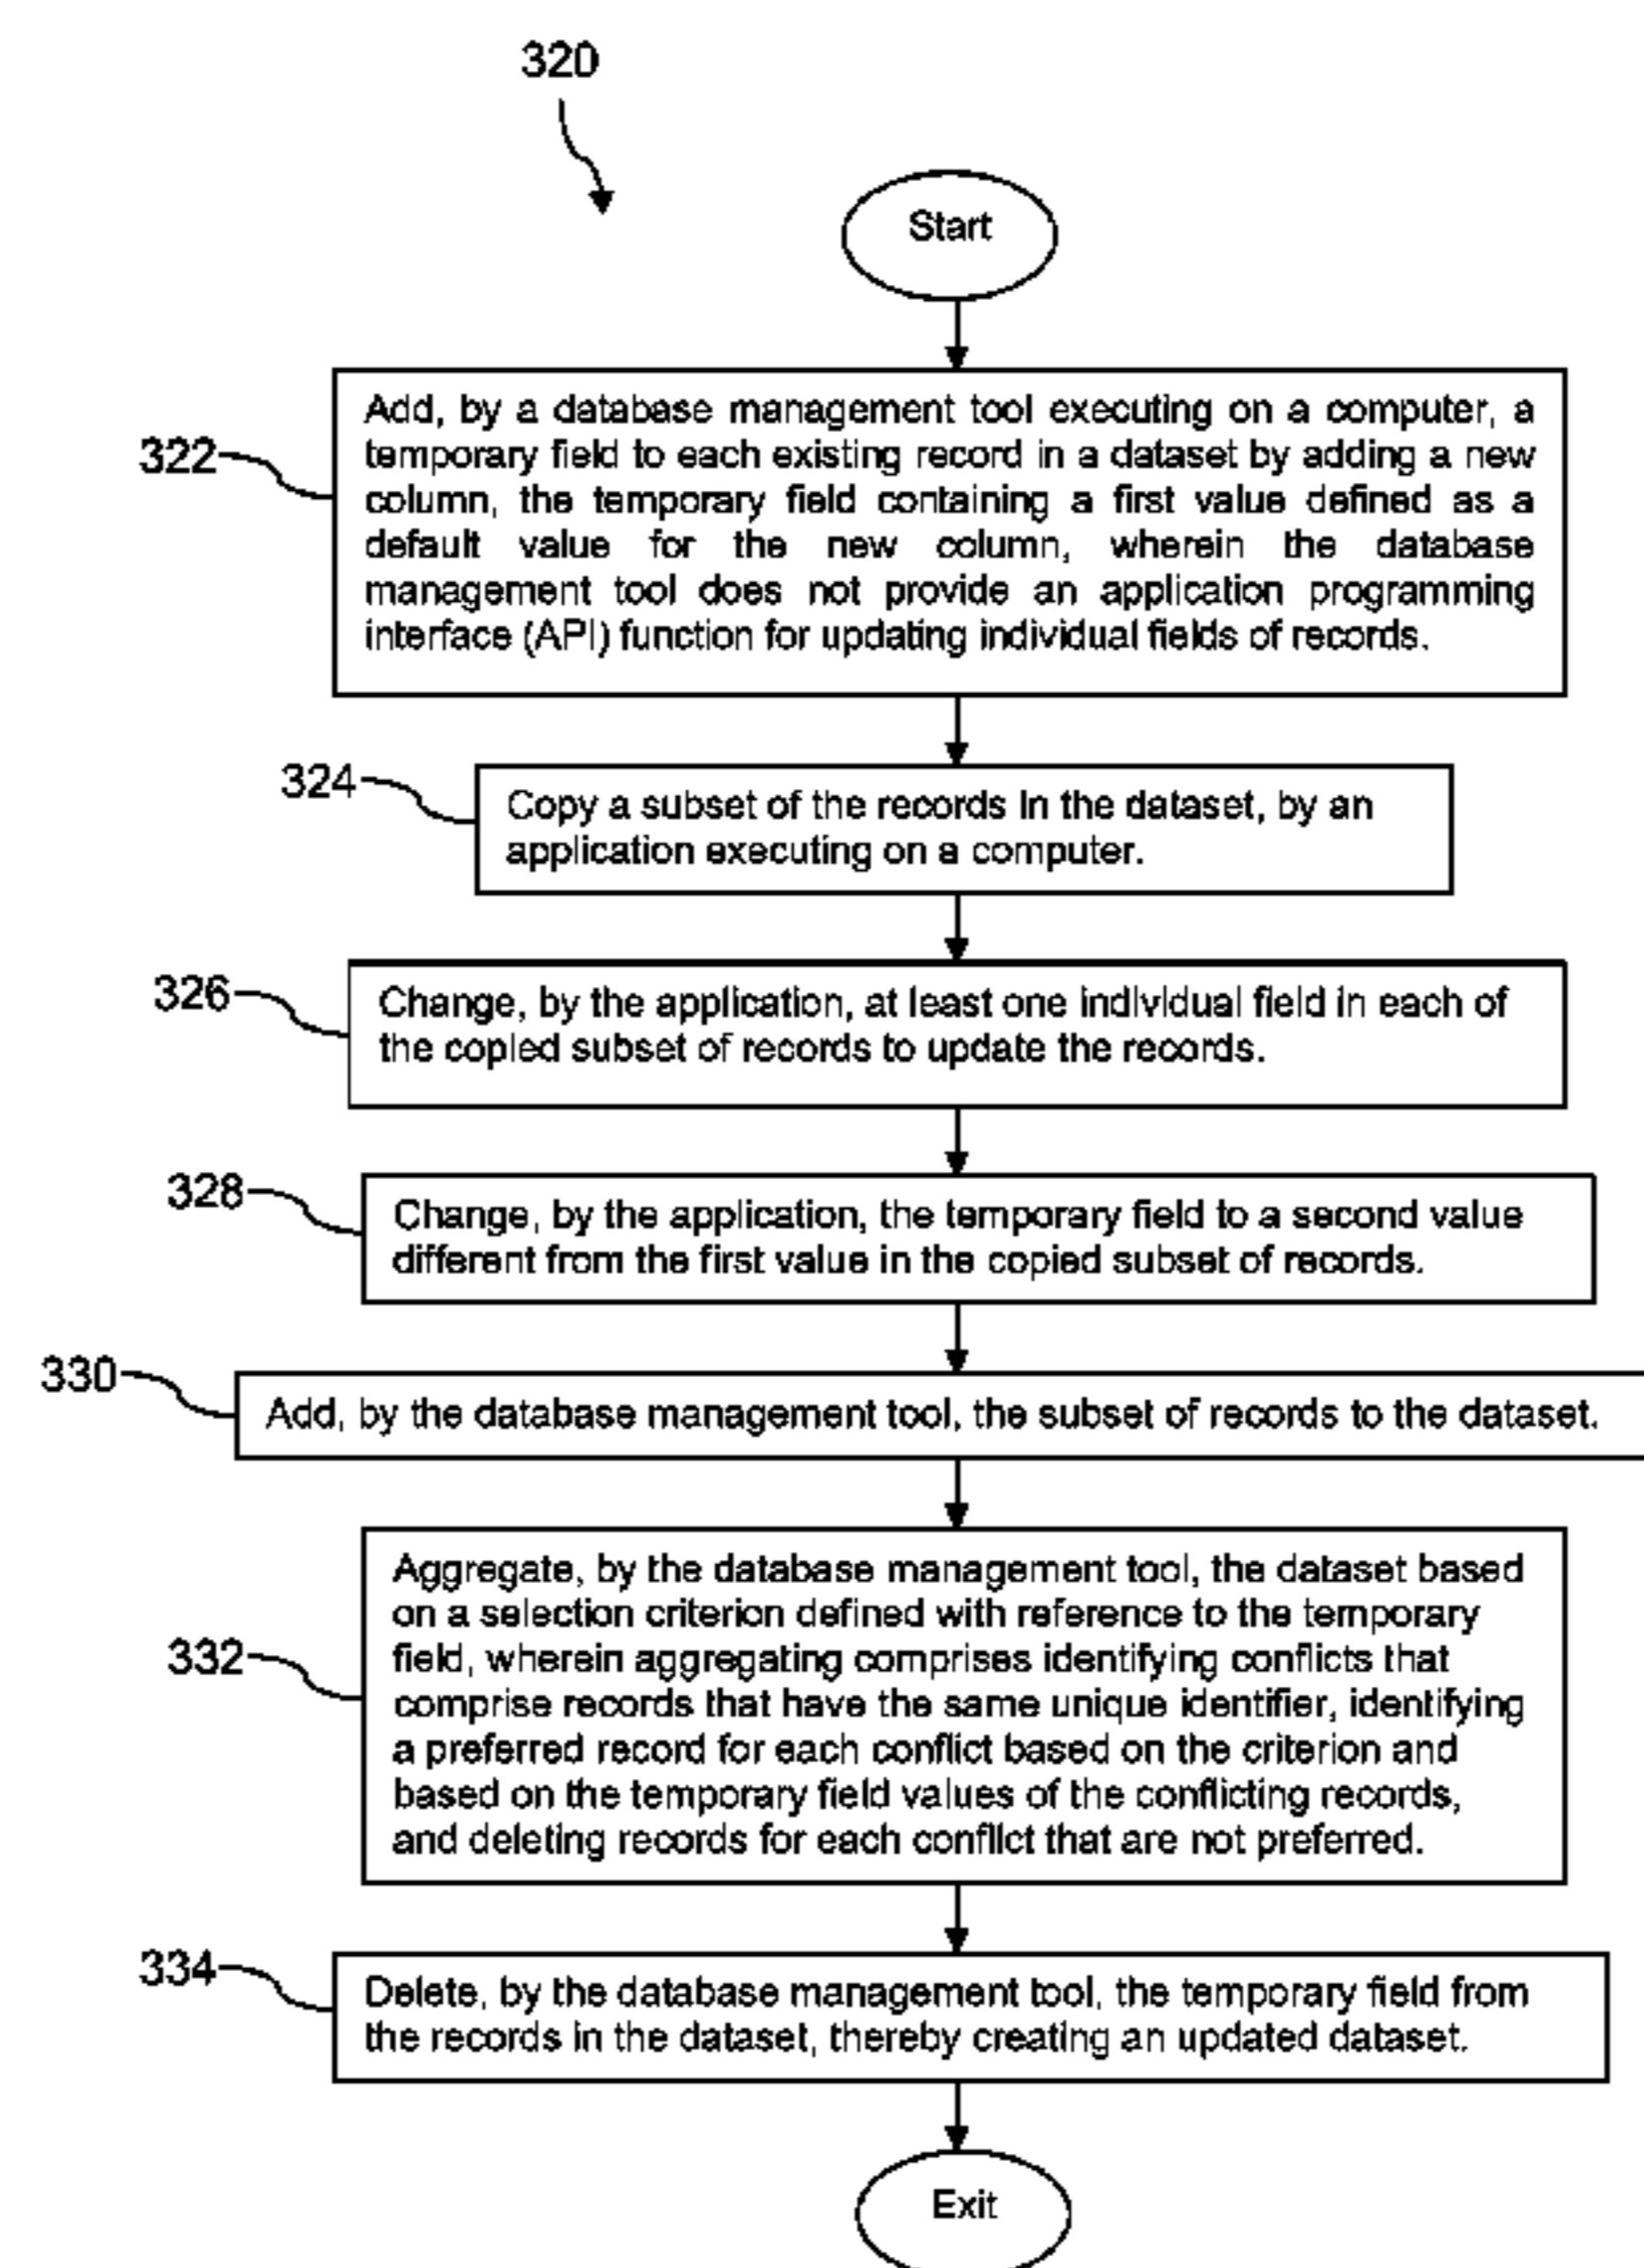 320
Start
322
Add, by a database management tool executing on a computer, a
temporary field to each existing record in a dataset by adding a new
column, the temporary field containing a first value defined as a
default value for the new column, wherein the database
management tool does not provide an application programming
interface (API) function for updating individual fields of records.
324
Copy a subset of the records in the dataset, by an
application executing on a computer.
326
Change, by the application, at least one individual field in each of
the copied subset of records to update the records.
328
Change, by the application, the temporary field to a second value
different from the first value in the copied subset of records.
330
Add, by the database management tool, the subset of records to the dataset.
332
Aggregate, by the database management tool, the dataset based
on a selection criterion defined with reference to the temporary
field, wherein aggregating comprises identifying conflicts that
comprise records that have the same unique identifier, identifying
a preferred record for each conflict based on the criterion and
based on the temporary field values of the conflicting records,
and deleting records for each conflict that are not preferred.
334
Delete, by the database management tool, the temporary field from
the records in the dataset, thereby creating an updated dataset.
Exit